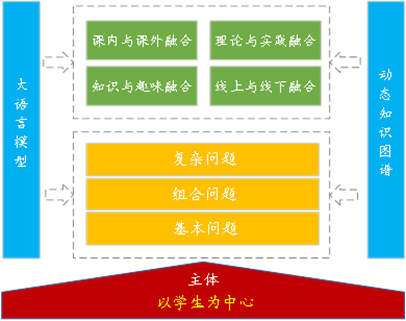 大语言模型
课内与课外融合
理论与实践融合
知识与趣味融合
线上与线下融合
动态知识图谱
复杂问题
组合问题
基本问题
主体
以学生为中心